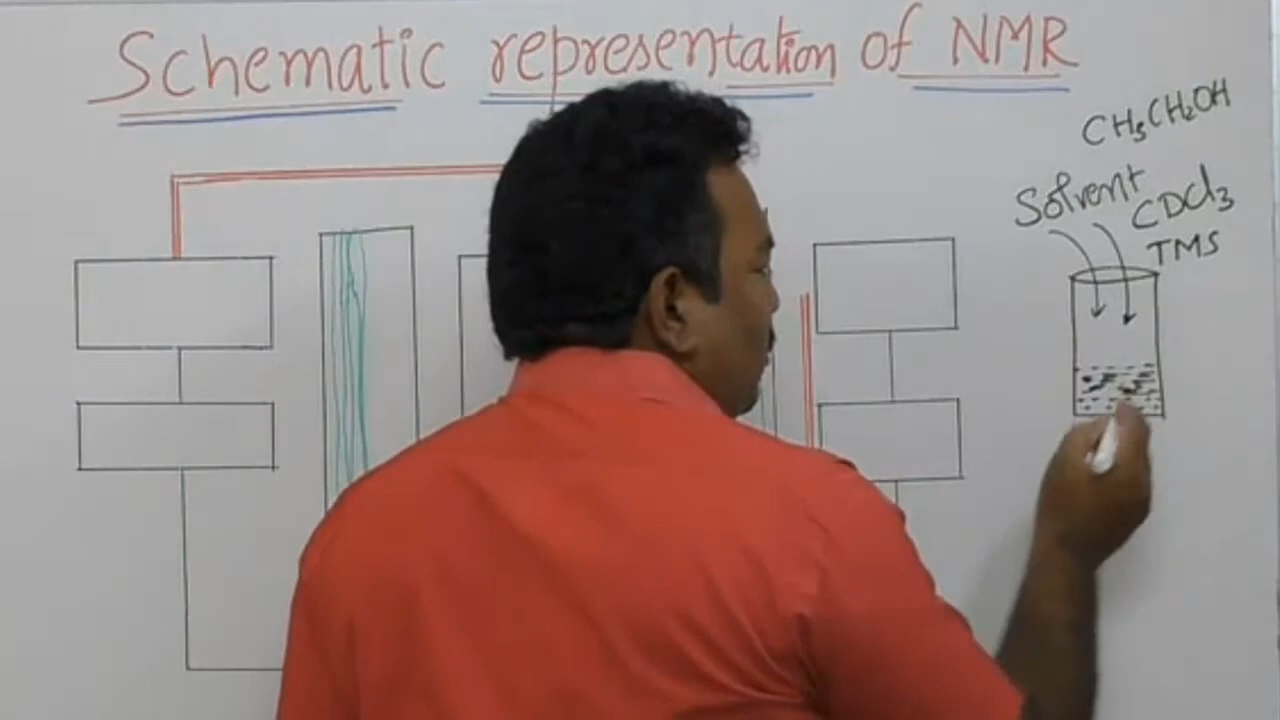 Schematic representation of NMR
CH3CH2OH
Solvent
CDCl3
TMS